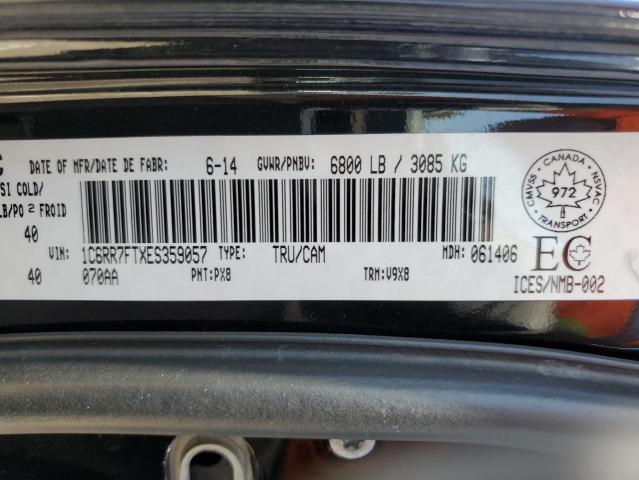 C DATE OF MFR/DATE DE FABR: 6-14 GVWR/PNBV: 6800 LB / 3085 KG
SI COLD/
LB/PO 2 FROID
40
VIN: 1C6RR7FTXES359057 TYPE: TRU/CAM MDH: 061406
40 070AA PNT:PX8 TRM:V9X8
CANADA
CMVSS NSVAC
972
TRANSPORT
EC
ICES/NMB-002